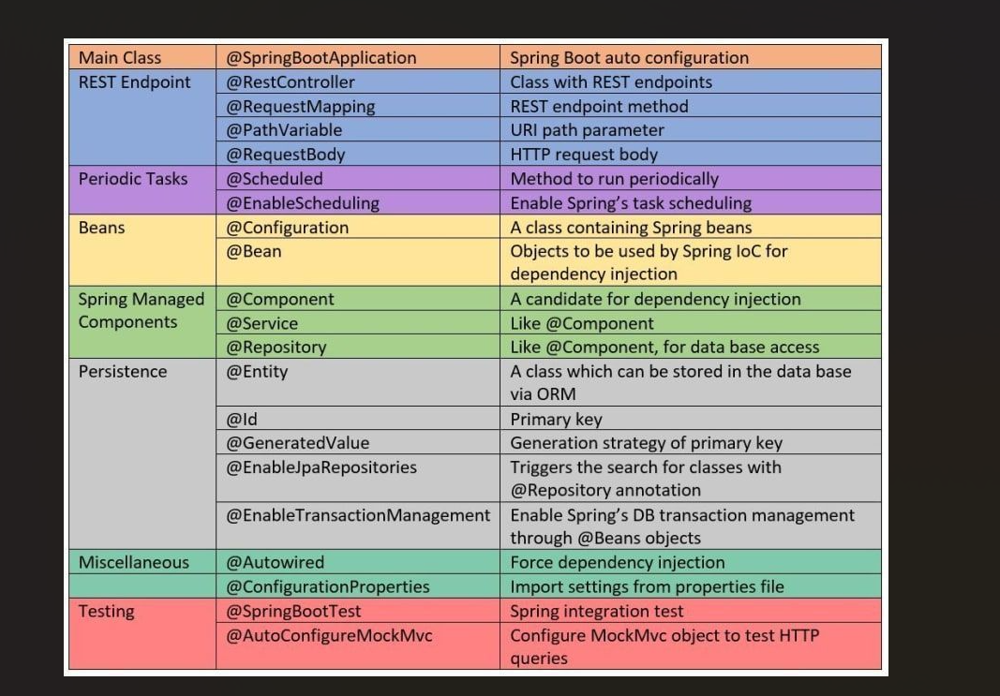 Main Class @SpringBootApplication Spring Boot auto configuration
REST Endpoint @RestController Class with REST endpoints
@RequestMapping REST endpoint method
@PathVariable URI path parameter
@RequestBody HTTP request body
Periodic Tasks @Scheduled Method to run periodically
@EnableScheduling Enable Spring’s task scheduling
Beans @Configuration A class containing Spring beans
@Bean Objects to be used by Spring IoC for
dependency injection
Spring Managed @Component A candidate for dependency injection
Components @Service Like @Component
@Repository Like @Component, for data base access
Persistence @Entity A class which can be stored in the data base
via ORM
@Id Primary key
@GeneratedValue Generation strategy of primary key
@EnableJpaRepositories Triggers the search for classes with
@Repository annotation
@EnableTransactionManagement Enable Spring’s DB transaction management
through @Beans objects
Miscellaneous @Autowired Force dependency injection
@ConfigurationProperties Import settings from properties file
Testing @SpringBootTest Spring integration test
@AutoConfigureMockMvc Configure MockMvc object to test HTTP
queries